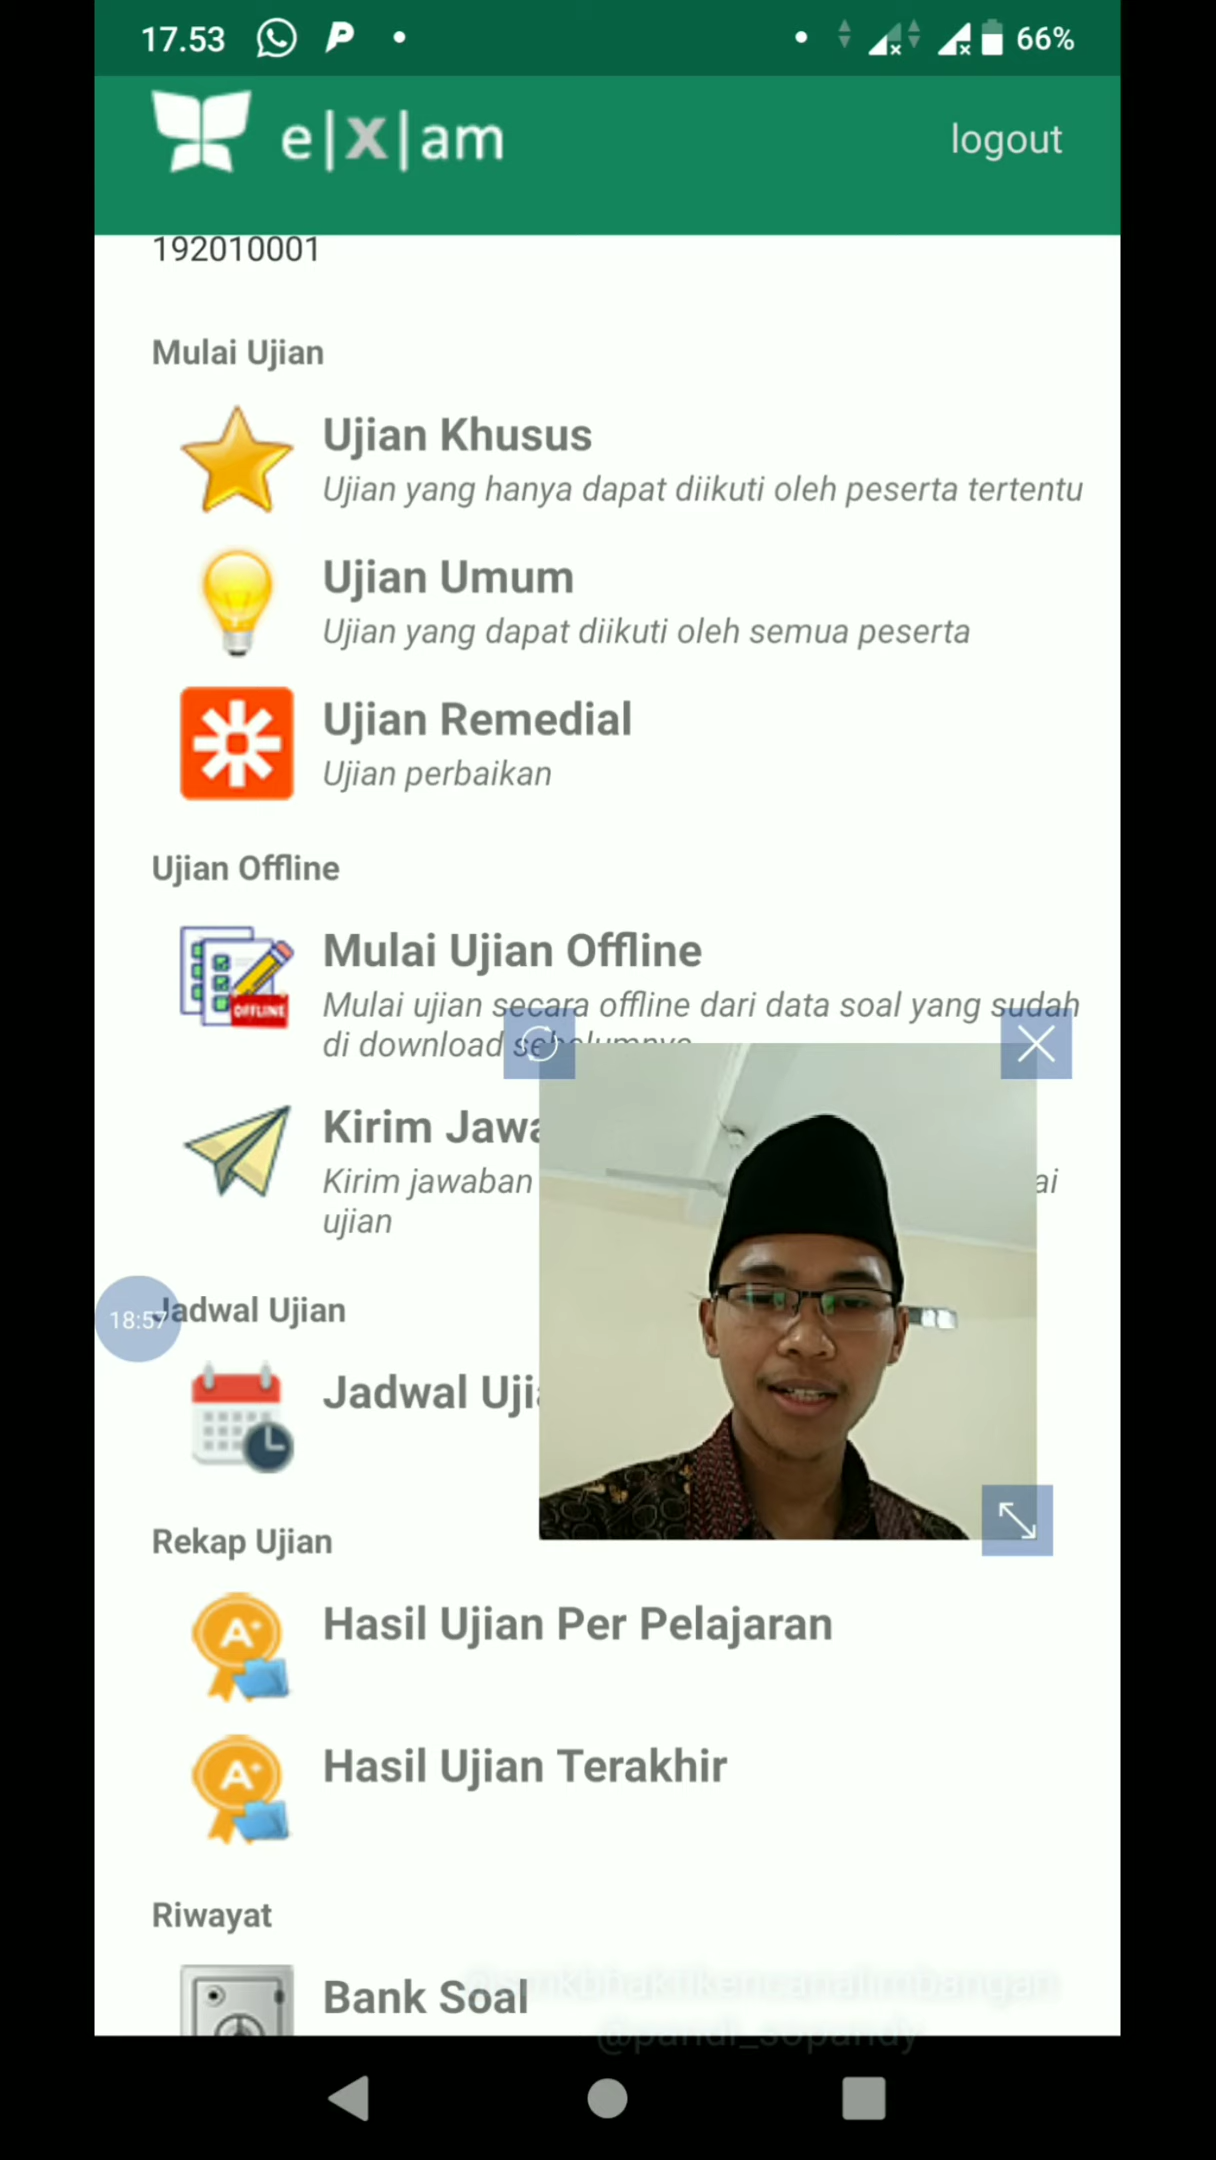 17.53
66%
e|x|am
logout
192010001
Mulai Ujian
Ujian Khusus
Ujian yang hanya dapat diikuti oleh peserta tertentu
Ujian Umum
Ujian yang dapat diikuti oleh semua peserta
Ujian Remedial
Ujian perbaikan
Ujian Offline
OFFLINE
Mulai Ujian Offline
Mulai ujian secara offline dari data soal yang sudah
di download sebelumnya
Kirim Jawa
Kirim jawaban ai
ujian
18:57
Jadwal Ujian
Jadwal Uji
Rekap Ujian
A+
Hasil Ujian Per Pelajaran
A+
Hasil Ujian Terakhir
Riwayat
Bank Soal
@pandi_sopandy